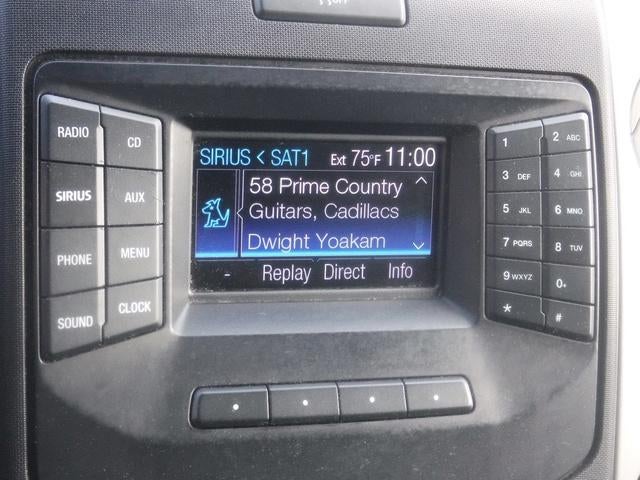 OFF
RADIO
CD
SIRIUS
AUX
PHONE
MENU
SOUND
CLOCK
SIRIUS < SAT1 Ext 75°F 11:00
58 Prime Country
Guitars, Cadillacs
Dwight Yoakam
- Replay Direct Info
1
2 ABC
3 DEF
4 GHI
5 JKL
6 MNO
7 PQRS
8 TUV
9 WXYZ
0+
*
#